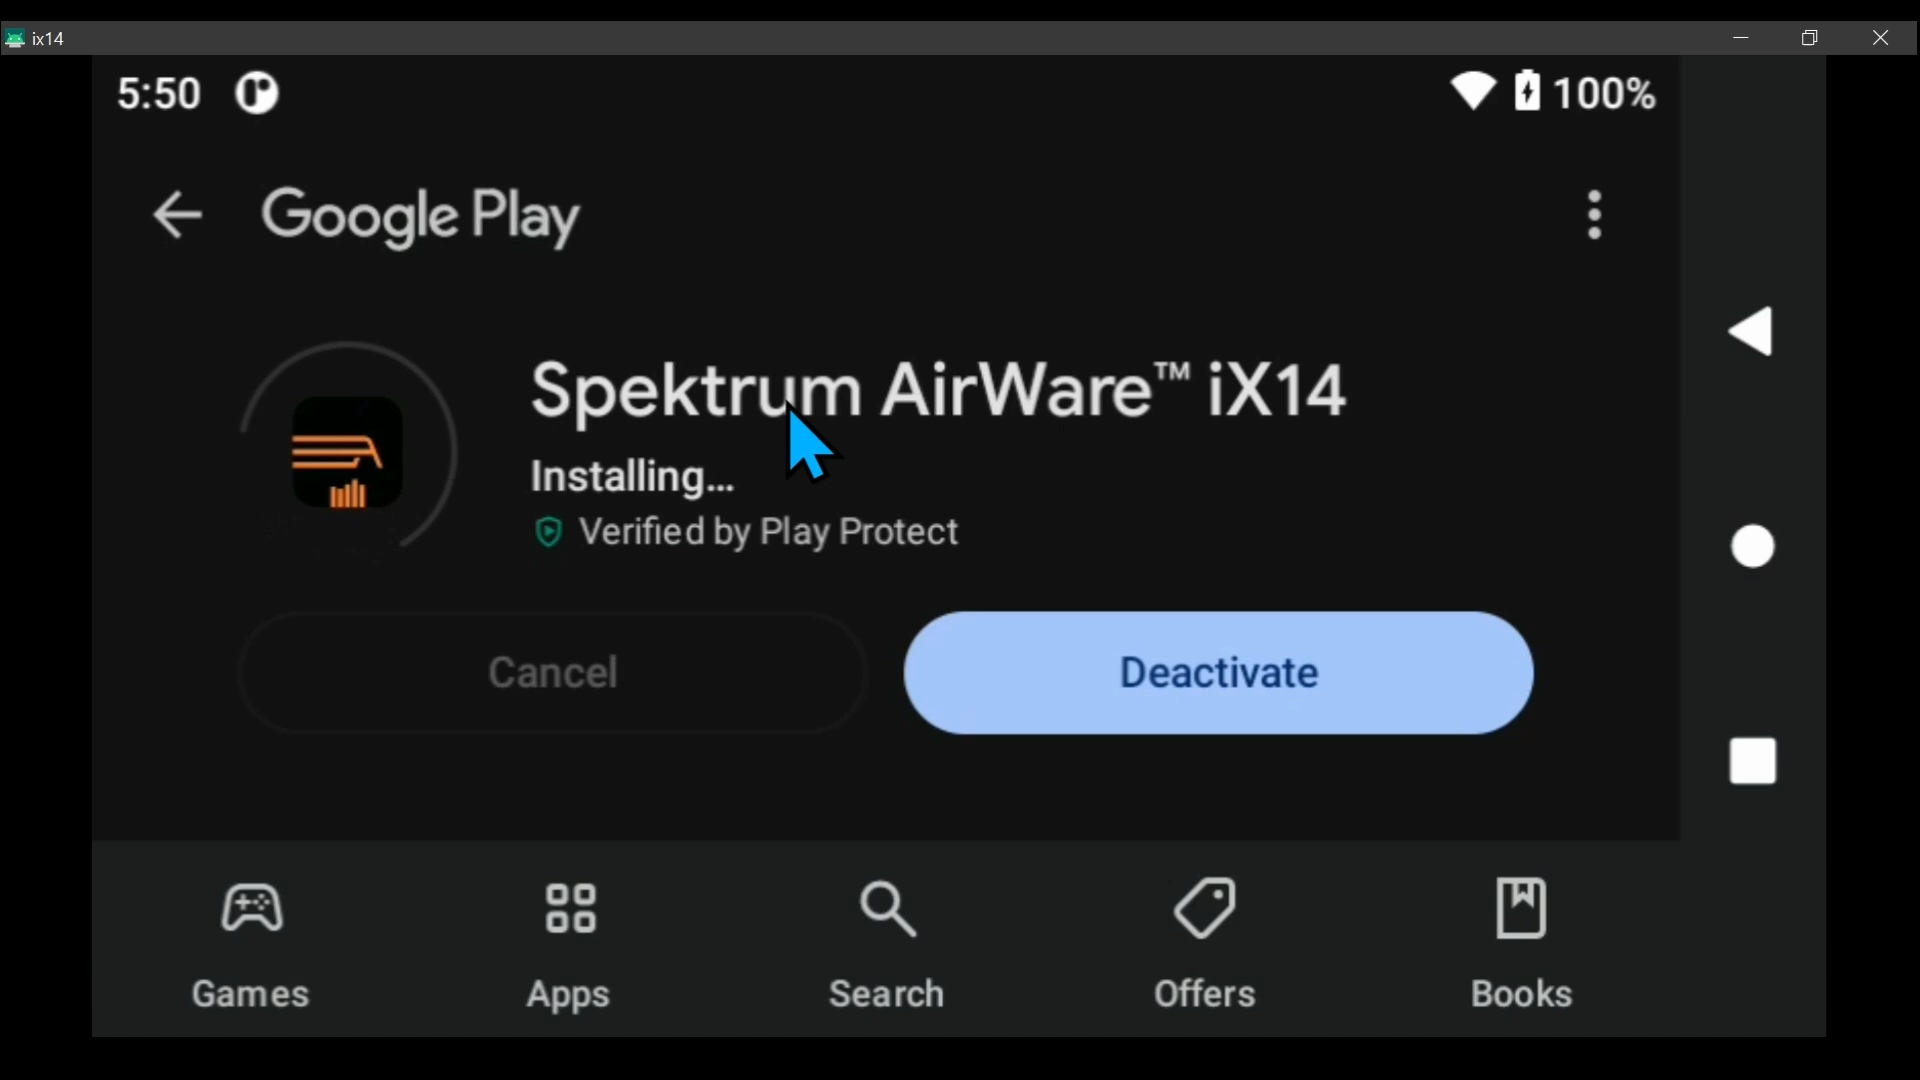 ix14
5:50
100%
Google Play
Spektrum AirWare™ iX14
Installing...
Verified by Play Protect
Cancel
Deactivate
Games
Apps
Search
Offers
Books